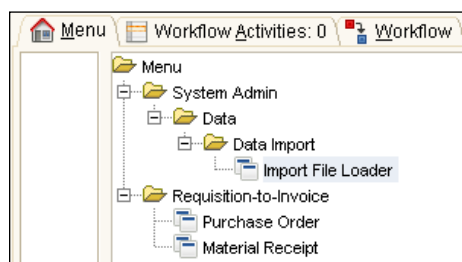 Menu Workflow Activities: 0 Workflow
Menu
System Admin
Data
Data Import
Import File Loader
Requisition-to-Invoice
Purchase Order
Material Receipt